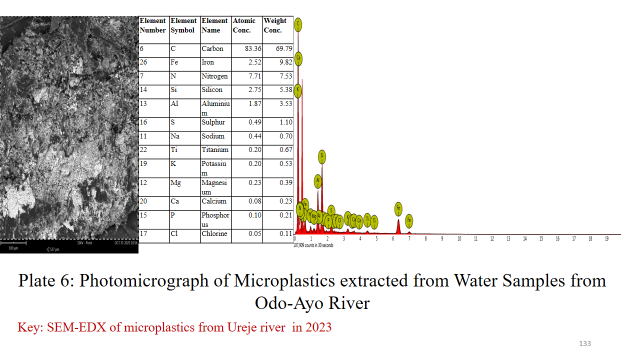 Element Number Element Symbol Element Name Atomic Conc. Weight Conc.
6 C Carbon 83.36 69.79
26 Fe Iron 2.52 9.82
7 N Nitrogen 7.71 7.53
14 Si Silicon 2.75 5.38
13 Al Aluminiu m 1.87 3.53
16 S Sulphur 0.49 1.10
11 Na Sodium 0.44 0.70
22 Ti Titanium 0.20 0.67
19 K Potassiu m 0.20 0.53
12 Mg Magnesi um 0.23 0.39
20 Ca Calcium 0.08 0.23
15 P Phosphor us 0.10 0.21
17 Cl Chlorine 0.05 0.11
0 1 2 3 4 5 6 7 8 9 10 11 12 13 14 15 16 17 18 19
Plate 6: Photomicrograph of Microplastics extracted from Water Samples from
Odo-Ayo River
Key: SEM-EDX of microplastics from Ureje river in 2023
133